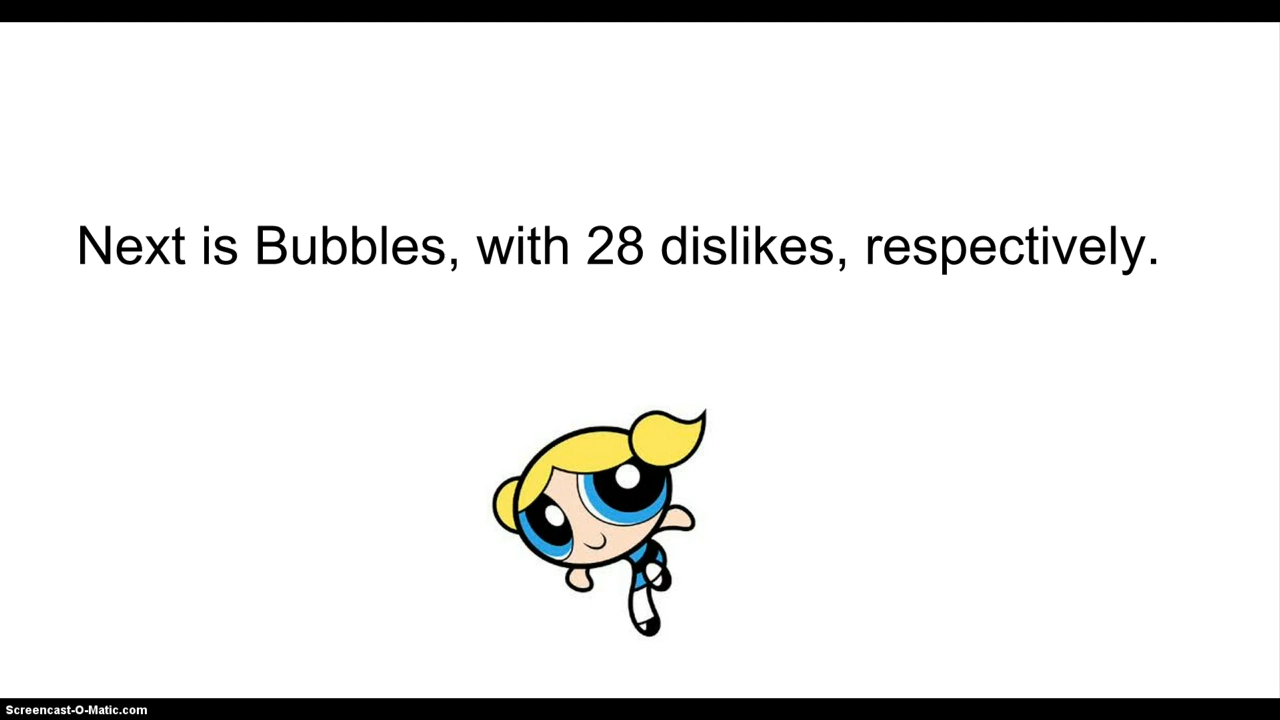 Next is Bubbles, with 28 dislikes, respectively.
Screencast-O-Matic.com